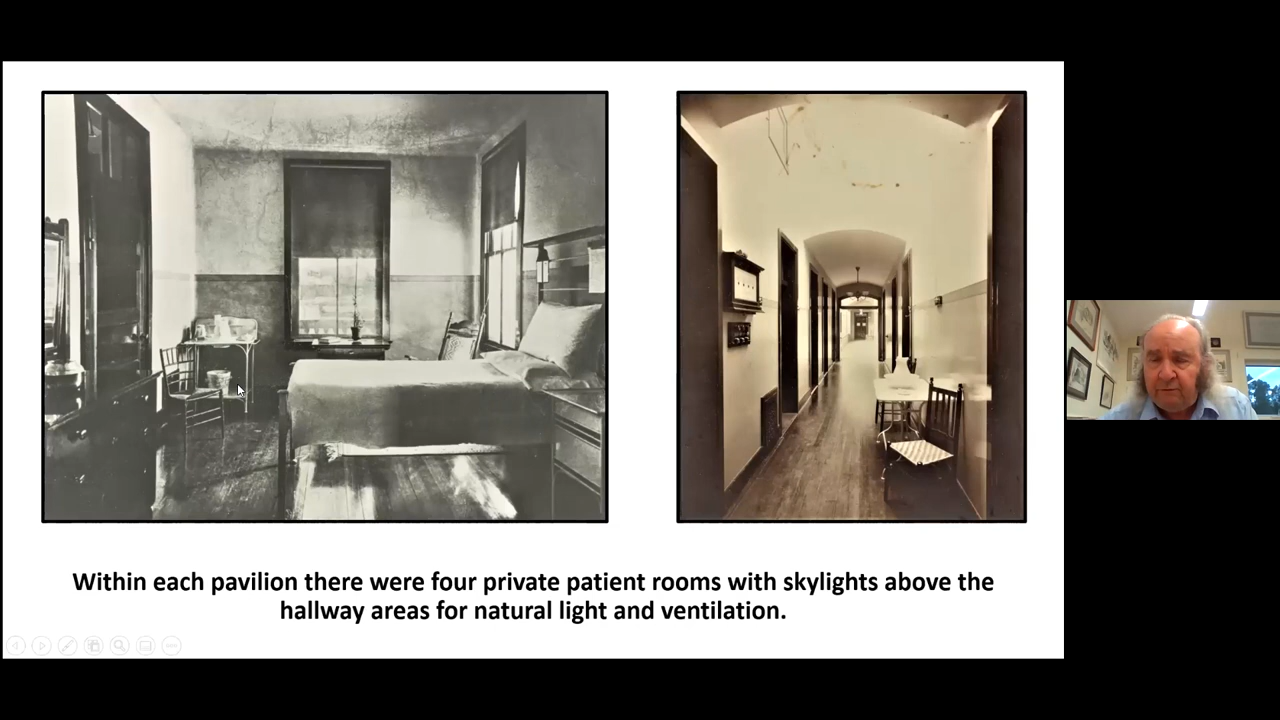 Within each pavilion there were four private patient rooms with skylights above the
hallway areas for natural light and ventilation.